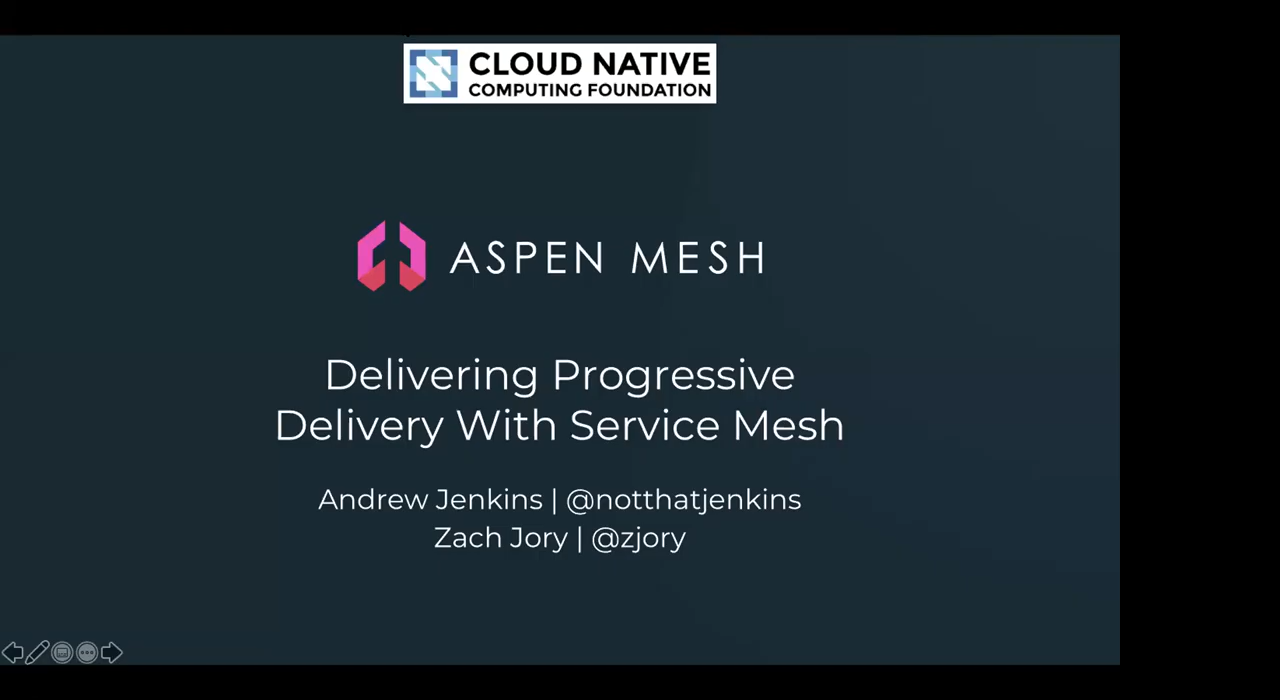 CLOUD NATIVE
COMPUTING FOUNDATION
ASPEN MESH
Delivering Progressive
Delivery With Service Mesh
Andrew Jenkins | @notthatjenkins
Zach Jory | @zjory